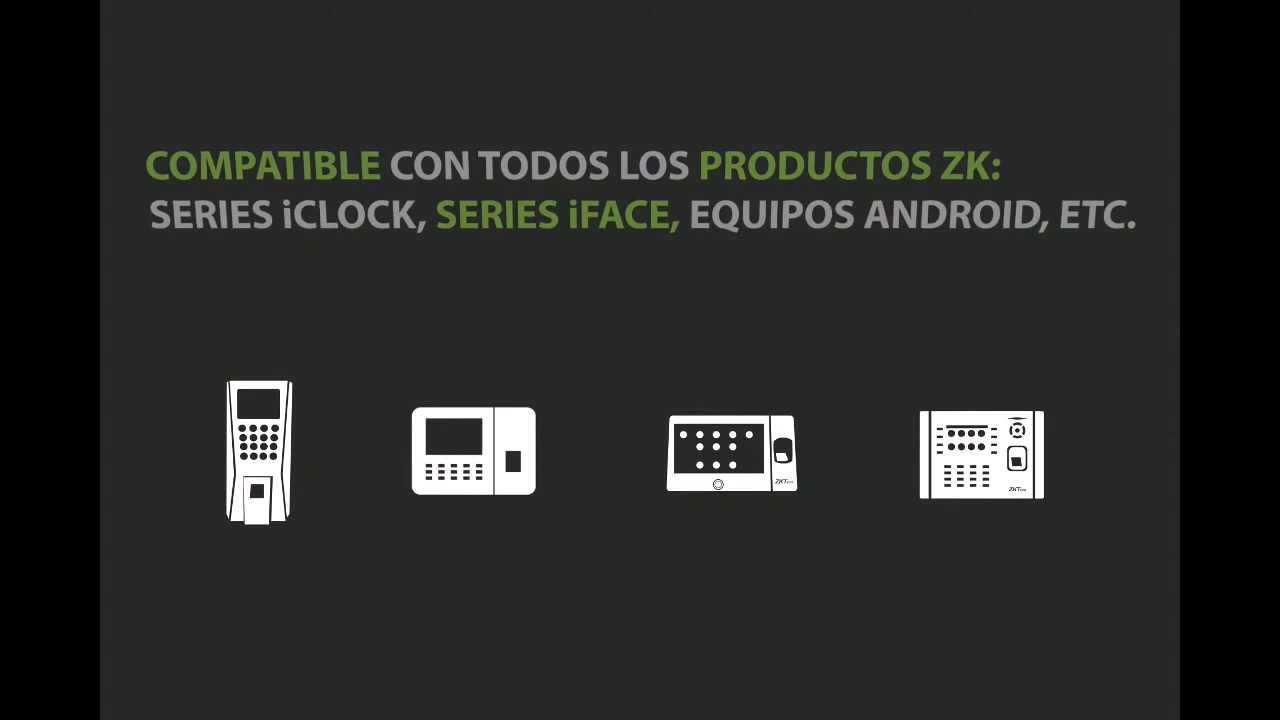 COMPATIBLE CON TODOS LOS PRODUCTOS ZK:
SERIES iCLOCK, SERIES iFACE, EQUIPOS ANDROID, ETC.